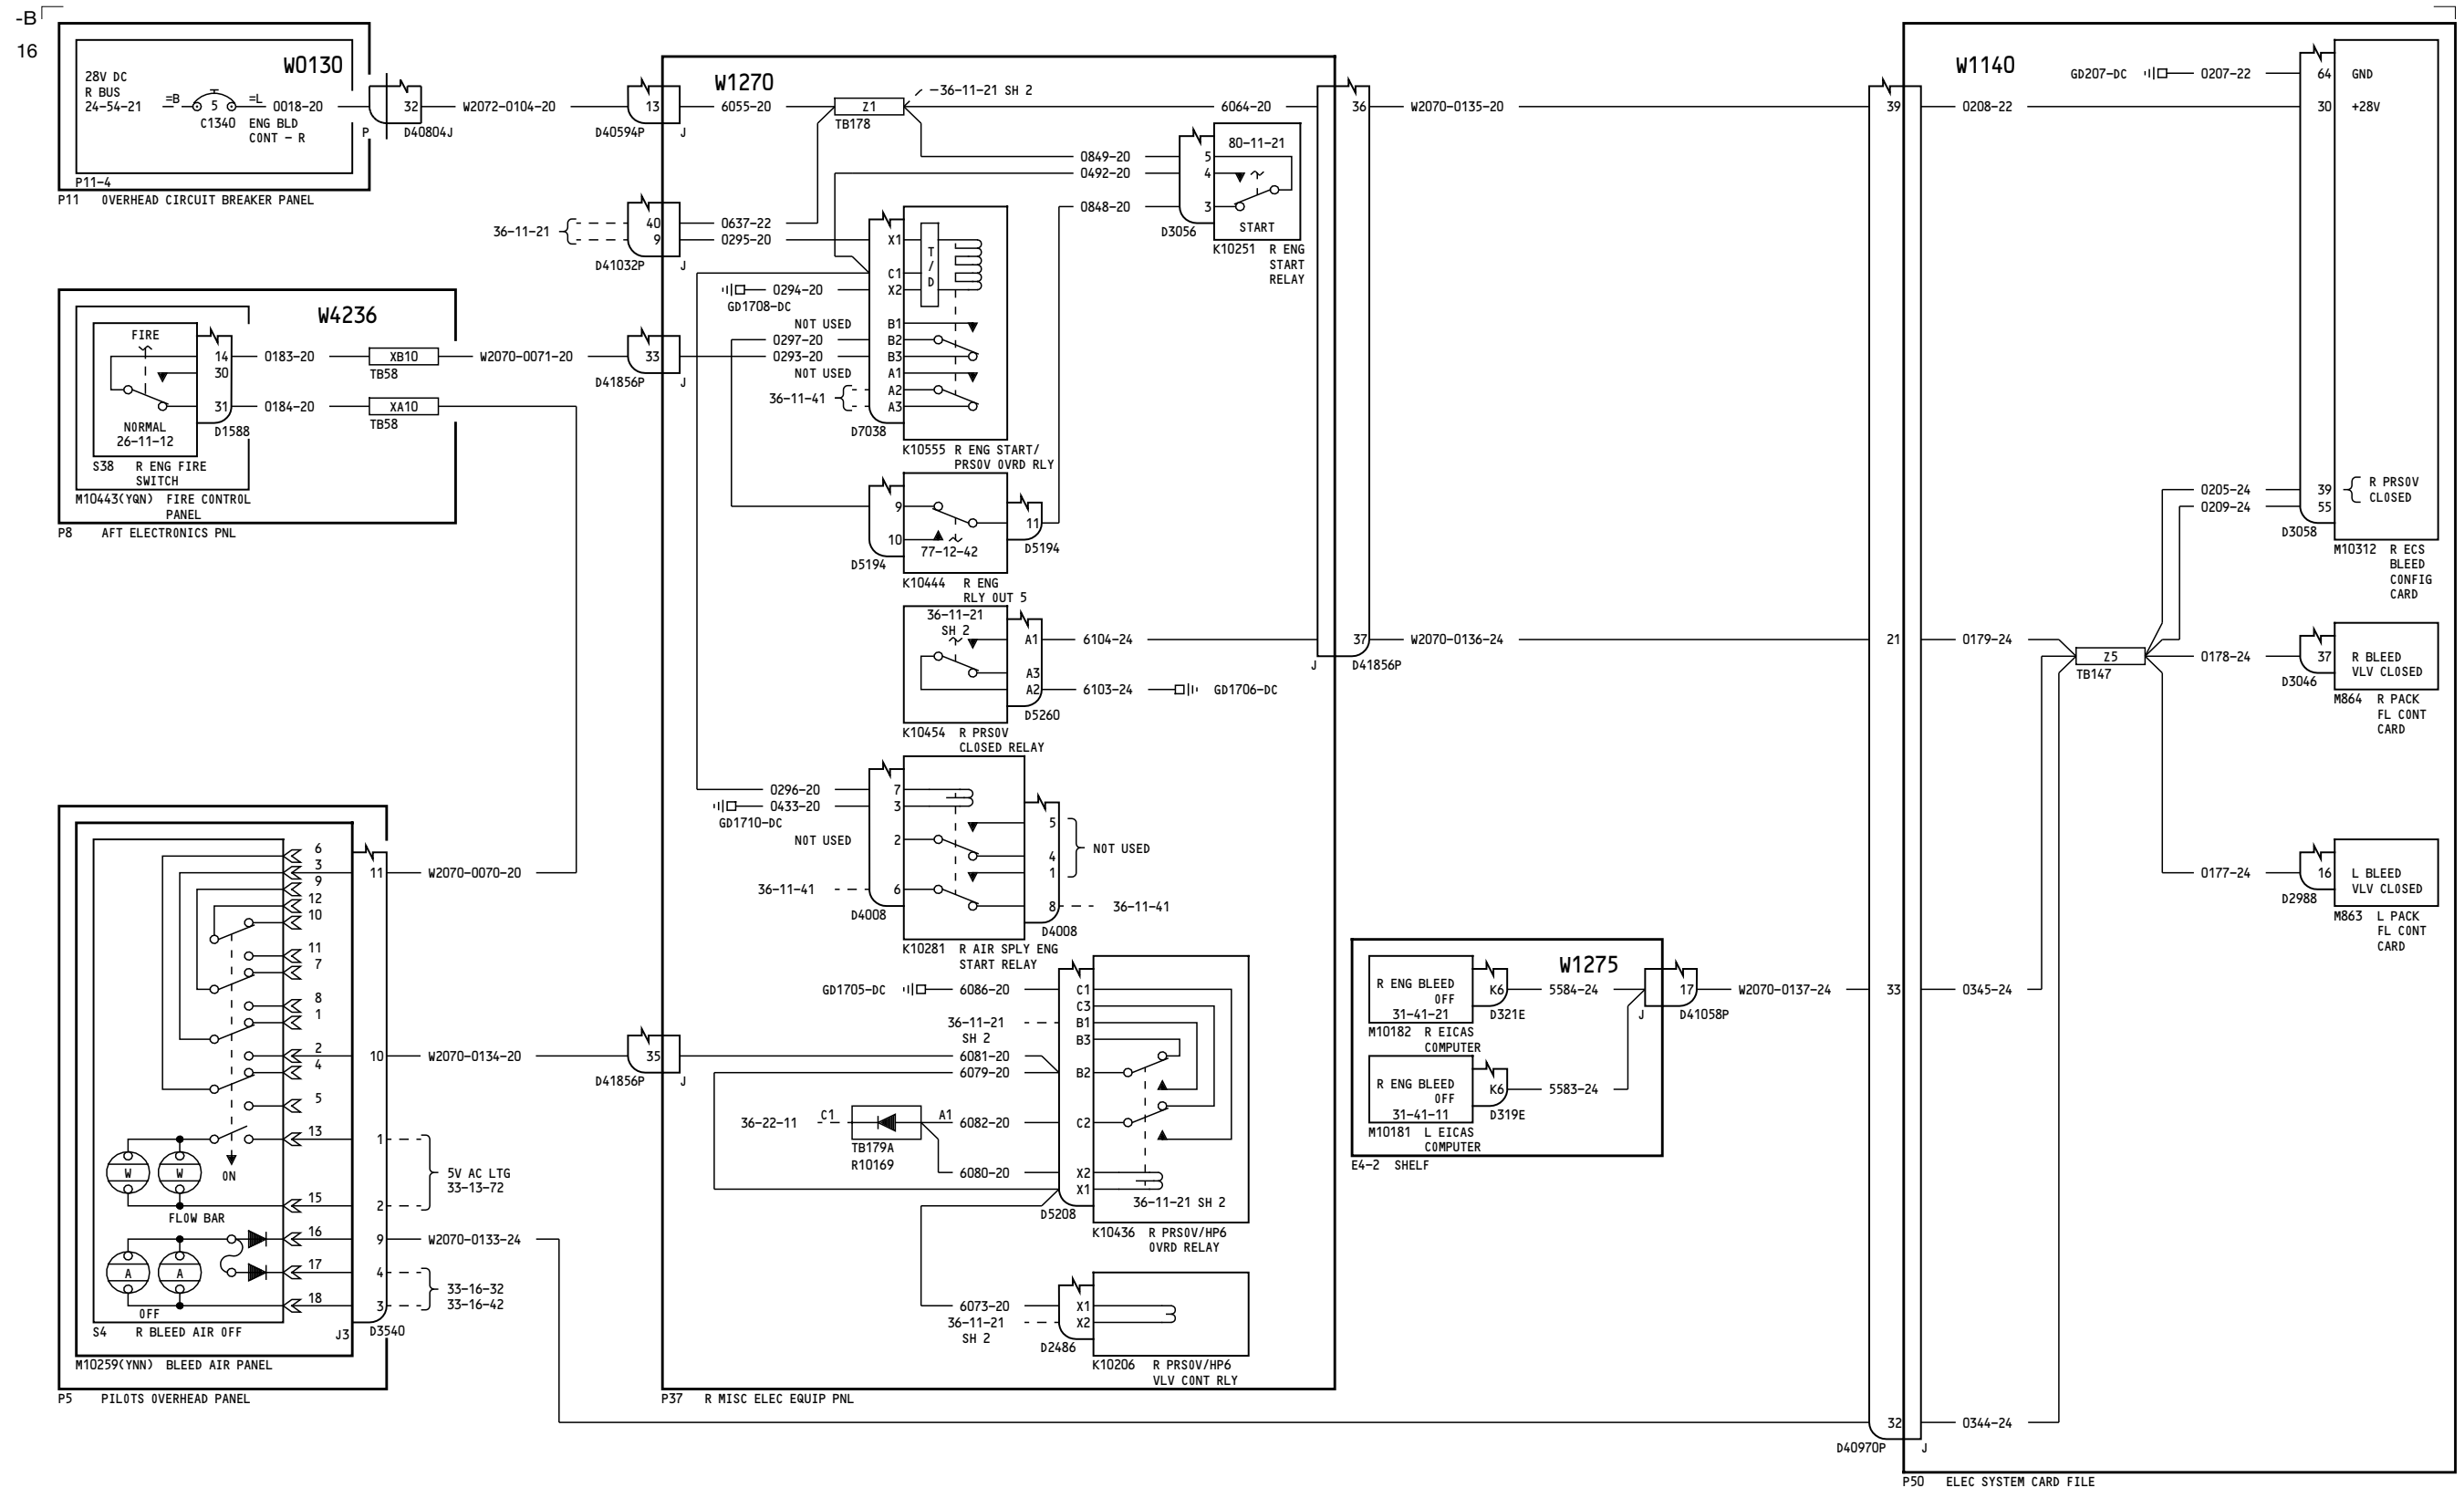 -B
16
W0130
28V DC
R BUS
24-54-21
=B
5
=L
0018-20
C1340
ENG BLD
CONT - R
P
32
D40804J
P11-4
P11 OVERHEAD CIRCUIT BREAKER PANEL
W2072-0104-20
13
D40594P
J
W1270
6055-20
Z1
TB178
36-11-21 SH 2
6064-20
36
W2070-0135-20
39
W1140
0208-22
GD207-DC
0207-22
64 GND
30 +28V
0849-20
0492-20
0848-20
5
4
3
80-11-21
START
D3056
K10251 R ENG
START
RELAY
36-11-21
40
9
0637-22
0295-20
D41032P
J
X1
C1
X2
B1
B2
B3
A1
A2
A3
T/D
0294-20
GD1708-DC
NOT USED
0297-20
0293-20
NOT USED
36-11-41
D7038
K10555 R ENG START/
PRSOV OVRD RLY
W4236
FIRE
14
30
31
0183-20
XB10
TB58
W2070-0071-20
33
D41856P
J
0184-20
XA10
TB58
NORMAL
26-11-12
D1588
S38 R ENG FIRE
SWITCH
M10443(YQN) FIRE CONTROL
PANEL
P8 AFT ELECTRONICS PNL
9
10
11
77-12-42
D5194
D5194
K10444 R ENG
RLY OUT 5
36-11-21
SH 2
A1
A3
A2
6104-24
6103-24
GD1706-DC
D5260
K10454 R PRSOV
CLOSED RELAY
37
J
D41856P
W2070-0136-24
21
0179-24
Z5
TB147
0205-24
0209-24
39
55
R PRSOV
CLOSED
D3058
M10312 R ECS
BLEED
CONFIG
CARD
0178-24
37
R BLEED
VLV CLOSED
D3046
M864 R PACK
FL CONT
CARD
0177-24
16
L BLEED
VLV CLOSED
D2988
M863 L PACK
FL CONT
CARD
0296-20
0433-20
GD1710-DC
NOT USED
36-11-41
7
3
2
6
5
4
1
8
NOT USED
36-11-41
D4008
D4008
K10281 R AIR SPLY ENG
START RELAY
6
3
9
12
10
11
7
8
1
2
4
5
13
15
16
17
18
11
W2070-0070-20
10
W2070-0134-20
1
2
5V AC LTG
33-13-72
9
W2070-0133-24
4
3
33-16-32
33-16-42
W
W
ON
FLOW BAR
A
A
OFF
S4 R BLEED AIR OFF
J3
D3540
M10259(YNN) BLEED AIR PANEL
P5 PILOTS OVERHEAD PANEL
35
D41856P
J
GD1705-DC
6086-20
36-11-21
SH 2
6081-20
6079-20
36-22-11
C1
A1
TB179A
R10169
6082-20
6080-20
C1
C3
B1
B3
B2
C2
X2
X1
36-11-21 SH 2
D5208
K10436 R PRSOV/HP6
OVRD RELAY
6073-20
36-11-21
SH 2
X1
X2
D2486
K10206 R PRSOV/HP6
VLV CONT RLY
P37 R MISC ELEC EQUIP PNL
W1275
R ENG BLEED
OFF
31-41-21
K6
5584-24
D321E
M10182 R EICAS
COMPUTER
R ENG BLEED
OFF
31-41-11
K6
5583-24
D319E
M10181 L EICAS
COMPUTER
E4-2 SHELF
17
J
D41058P
W2070-0137-24
33
0345-24
32
0344-24
D40970P
J
P50 ELEC SYSTEM CARD FILE